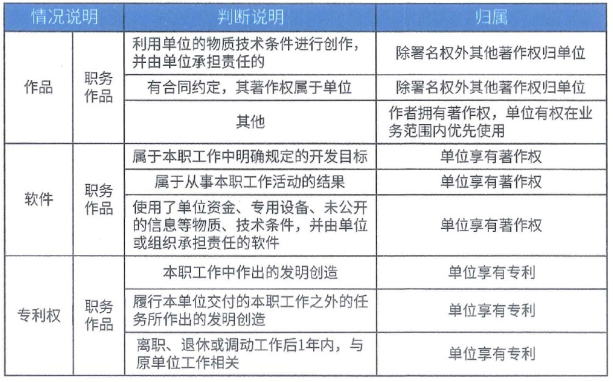 情况说明 判断说明 归属
作品
职务
作品
利用单位的物质技术条件进行创作，
并由单位承担责任的
除署名权外其他著作权归单位
有合同约定，其著作权属于单位
除署名权外其他著作权归单位
其他
作者拥有著作权，单位有权在业
务范围内优先使用
软件
职务
作品
属于本职工作中明确规定的开发目标
单位享有著作权
属于从事本职工作活动的结果
单位享有著作权
使用了单位资金、专用设备、未公开
的信息等物质、技术条件，并由单位
或组织承担责任的软件
单位享有著作权
专利权
职务
作品
本职工作中作出的发明创造
单位享有专利
履行本单位交付的本职工作之外的任
务所作出的发明创造
单位享有专利
离职、退休或调动工作后1年内，与
原单位工作相关
单位享有专利